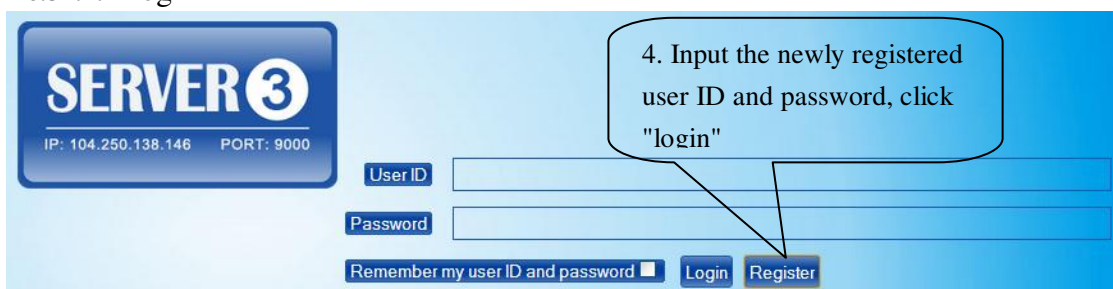 SERVER 3
IP: 104.250.138.146 PORT: 9000
4. Input the newly registered
user ID and password, click
"login"
User ID
Password
Remember my user ID and password
Login
Register